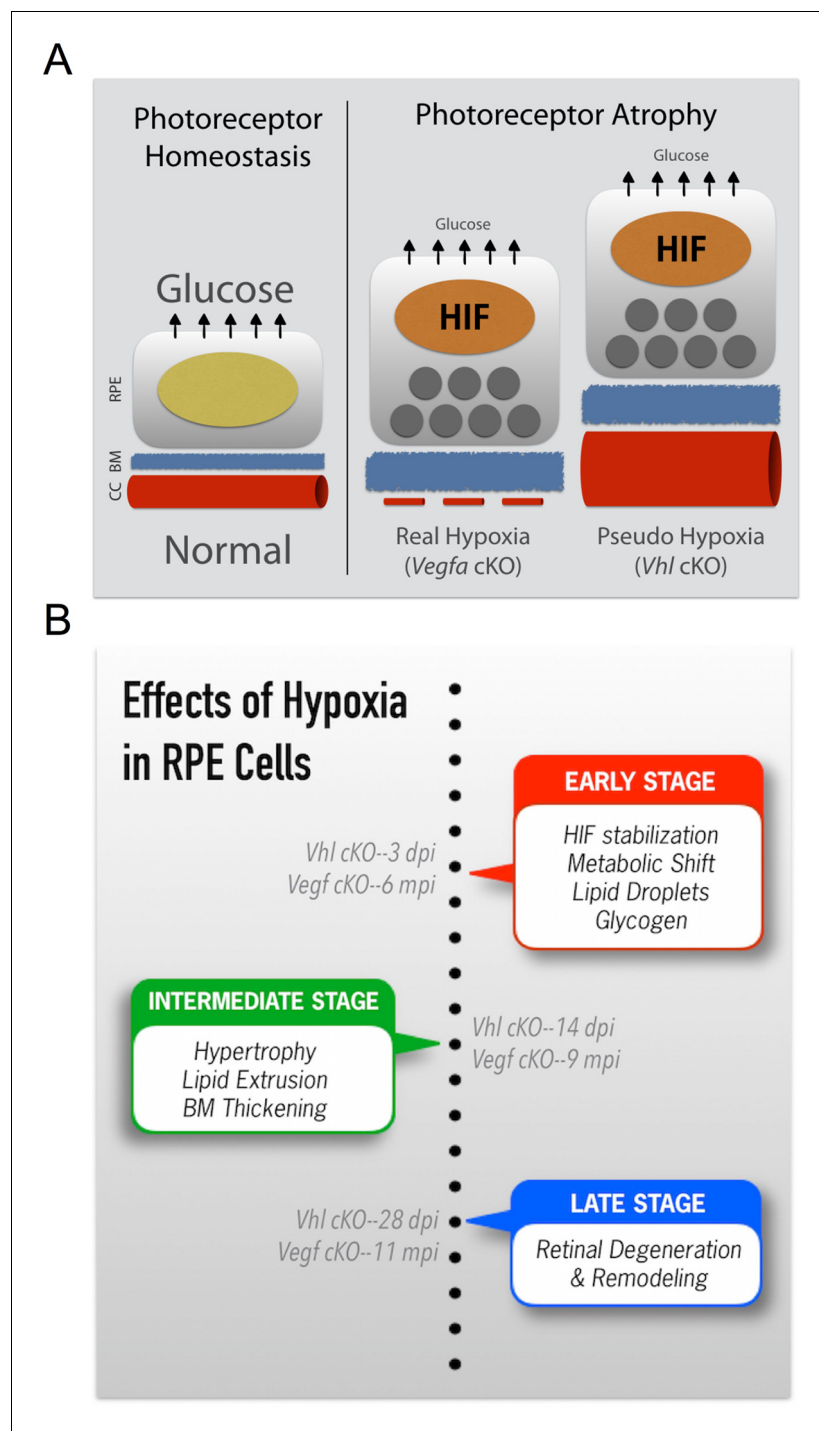 A
Photoreceptor
Homeostasis
Photoreceptor Atrophy
Glucose
Glucose
Glucose
HIF
HIF
RPE
BM
CC
Normal
Real Hypoxia
(Vegfa cKO)
Pseudo Hypoxia
(Vhl cKO)
B
Effects of Hypoxia
in RPE Cells
EARLY STAGE
HIF stabilization
Metabolic Shift
Lipid Droplets
Glycogen
Vhl cKO--3 dpi
Vegf cKO--6 mpi
INTERMEDIATE STAGE
Hypertrophy
Lipid Extrusion
BM Thickening
Vhl cKO--14 dpi
Vegf cKO--9 mpi
Vhl cKO--28 dpi
Vegf cKO--11 mpi
LATE STAGE
Retinal Degeneration
& Remodeling